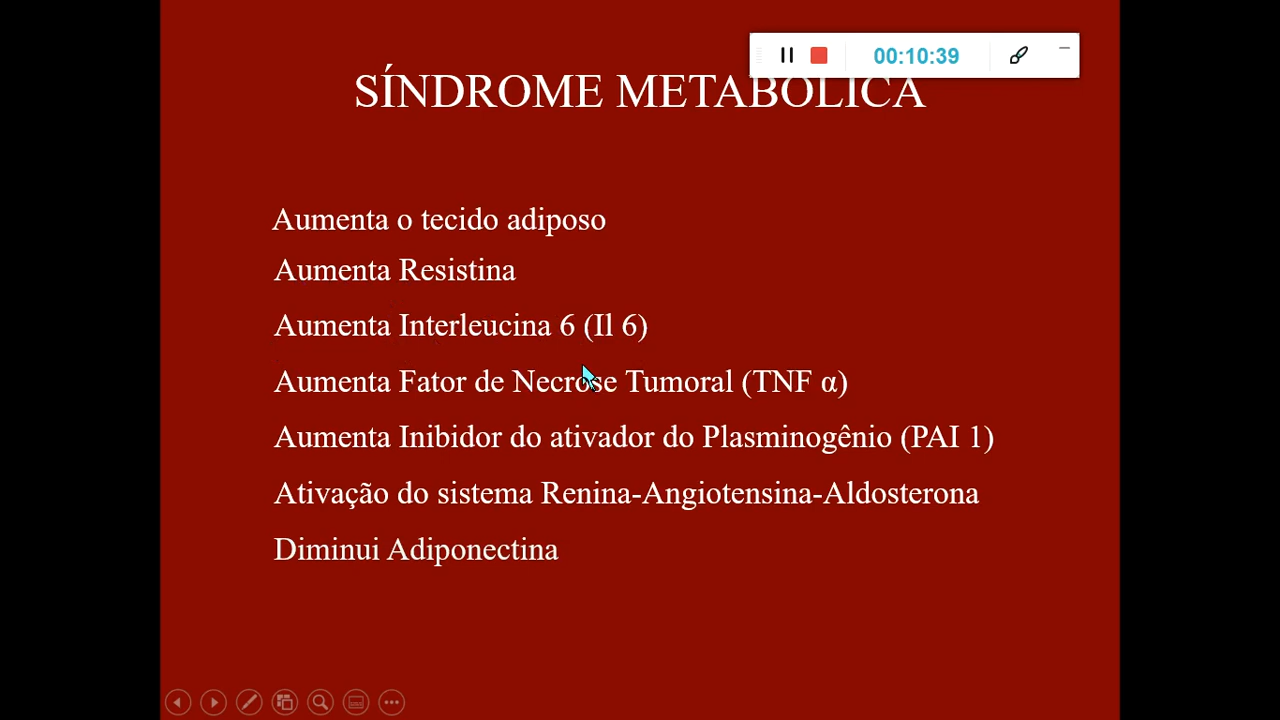 00:10:39
SÍNDROME METABÓLICA
Aumenta o tecido adiposo
Aumenta Resistina
Aumenta Interleucina 6 (Il 6)
Aumenta Fator de Necrose Tumoral (TNF α)
Aumenta Inibidor do ativador do Plasminogênio (PAI 1)
Ativação do sistema Renina-Angiotensina-Aldosterona
Diminui Adiponectina